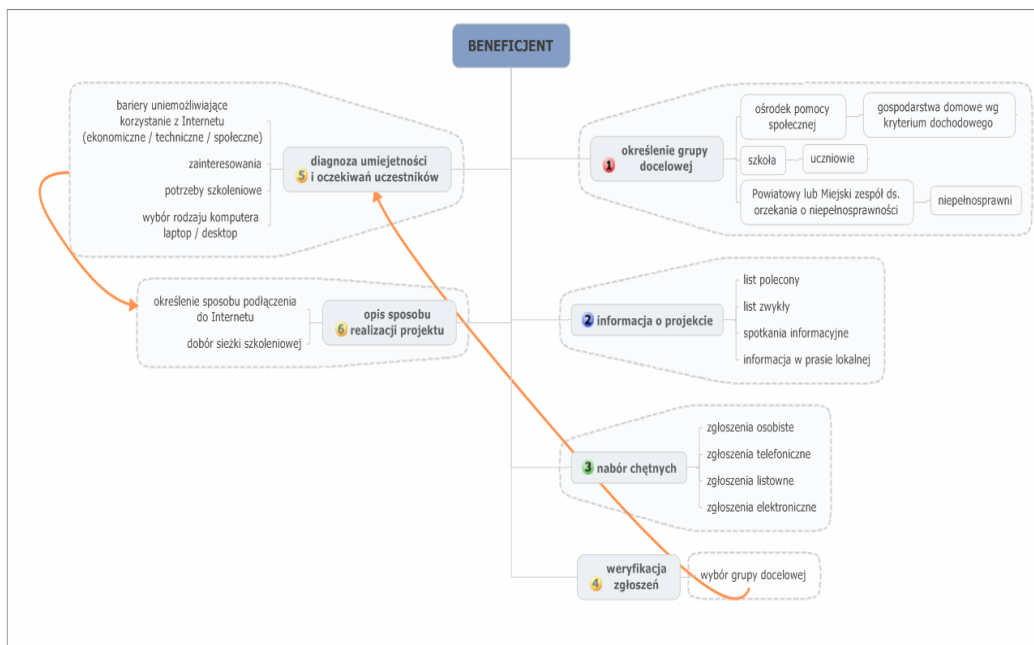 BENEFICJENT
1 określenie grupy
docelowej
ośrodek pomocy
społecznej
gospodarstwa domowe wg
kryterium dochodowego
szkoła
uczniowie
Powiatowy lub Miejski zespół ds.
orzekania o niepełnosprawności
niepełnosprawni
2 informacja o projekcie
list polecony
list zwykły
spotkania informacyjne
informacja w prasie lokalnej
3 nabór chętnych
zgłoszenia osobiste
zgłoszenia telefoniczne
zgłoszenia listowne
zgłoszenia elektroniczne
4 weryfikacja
zgłoszeń
wybór grupy docelowej
5 diagnoza umiejetności
i oczekiwań uczestników
bariery uniemożliwiające
korzystanie z Internetu
(ekonomiczne / techniczne / społeczne)
zainteresowania
potrzeby szkoleniowe
wybór rodzaju komputera
laptop / desktop
6 opis sposobu
realizacji projektu
określenie sposobu podłączenia
do Internetu
dobór sieżki szkoleniowej